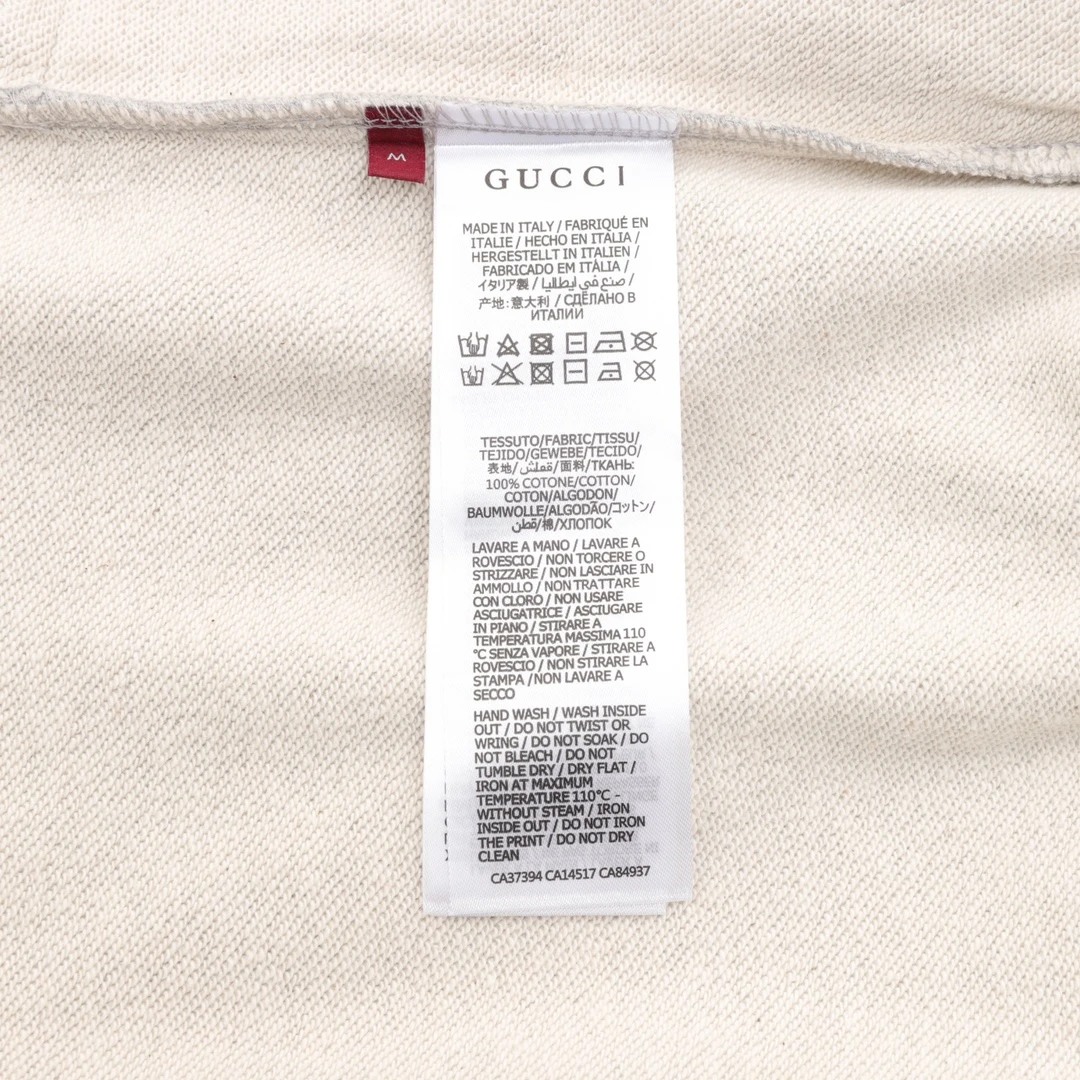 M
GUCCI
MADE IN ITALY / FABRIQUÉ EN
ITALIE / HECHO EN ITALIA /
HERGESTELLT IN ITALIEN /
FABRICADO EM ITÁLIA /
イタリア製 / صنع في ايطاليا /
产地:意大利 / СДЕЛАНО В
ИТАЛИИ
TESSUTO/FABRIC/TISSU/
TEJIDO/GEWEBE/TECIDO/
表地/قماش/面料/ТКАНЬ:
100% COTONE/COTTON/
COTON/ALGODON/
BAUMWOLLE/ALGODÃO/コットン/
قطن/棉/ХЛОПОК
LAVARE A MANO / LAVARE A
ROVESCIO / NON TORCERE O
STRIZZARE / NON LASCIARE IN
AMMOLLO / NON TRATTARE
CON CLORO / NON USARE
ASCIUGATRICE / ASCIUGARE
IN PIANO / STIRARE A
TEMPERATURA MASSIMA 110
°C SENZA VAPORE / STIRARE A
ROVESCIO / NON STIRARE LA
STAMPA /NON LAVARE A
SECCO
HAND WASH / WASH INSIDE
OUT / DO NOT TWIST OR
WRING / DO NOT SOAK / DO
NOT BLEACH / DO NOT
TUMBLE DRY / DRY FLAT /
IRON AT MAXIMUM
TEMPERATURE 110°C -
WITHOUT STEAM / IRON
INSIDE OUT / DO NOT IRON
THE PRINT / DO NOT DRY
CLEAN
CA37394 CA14517 CA84937